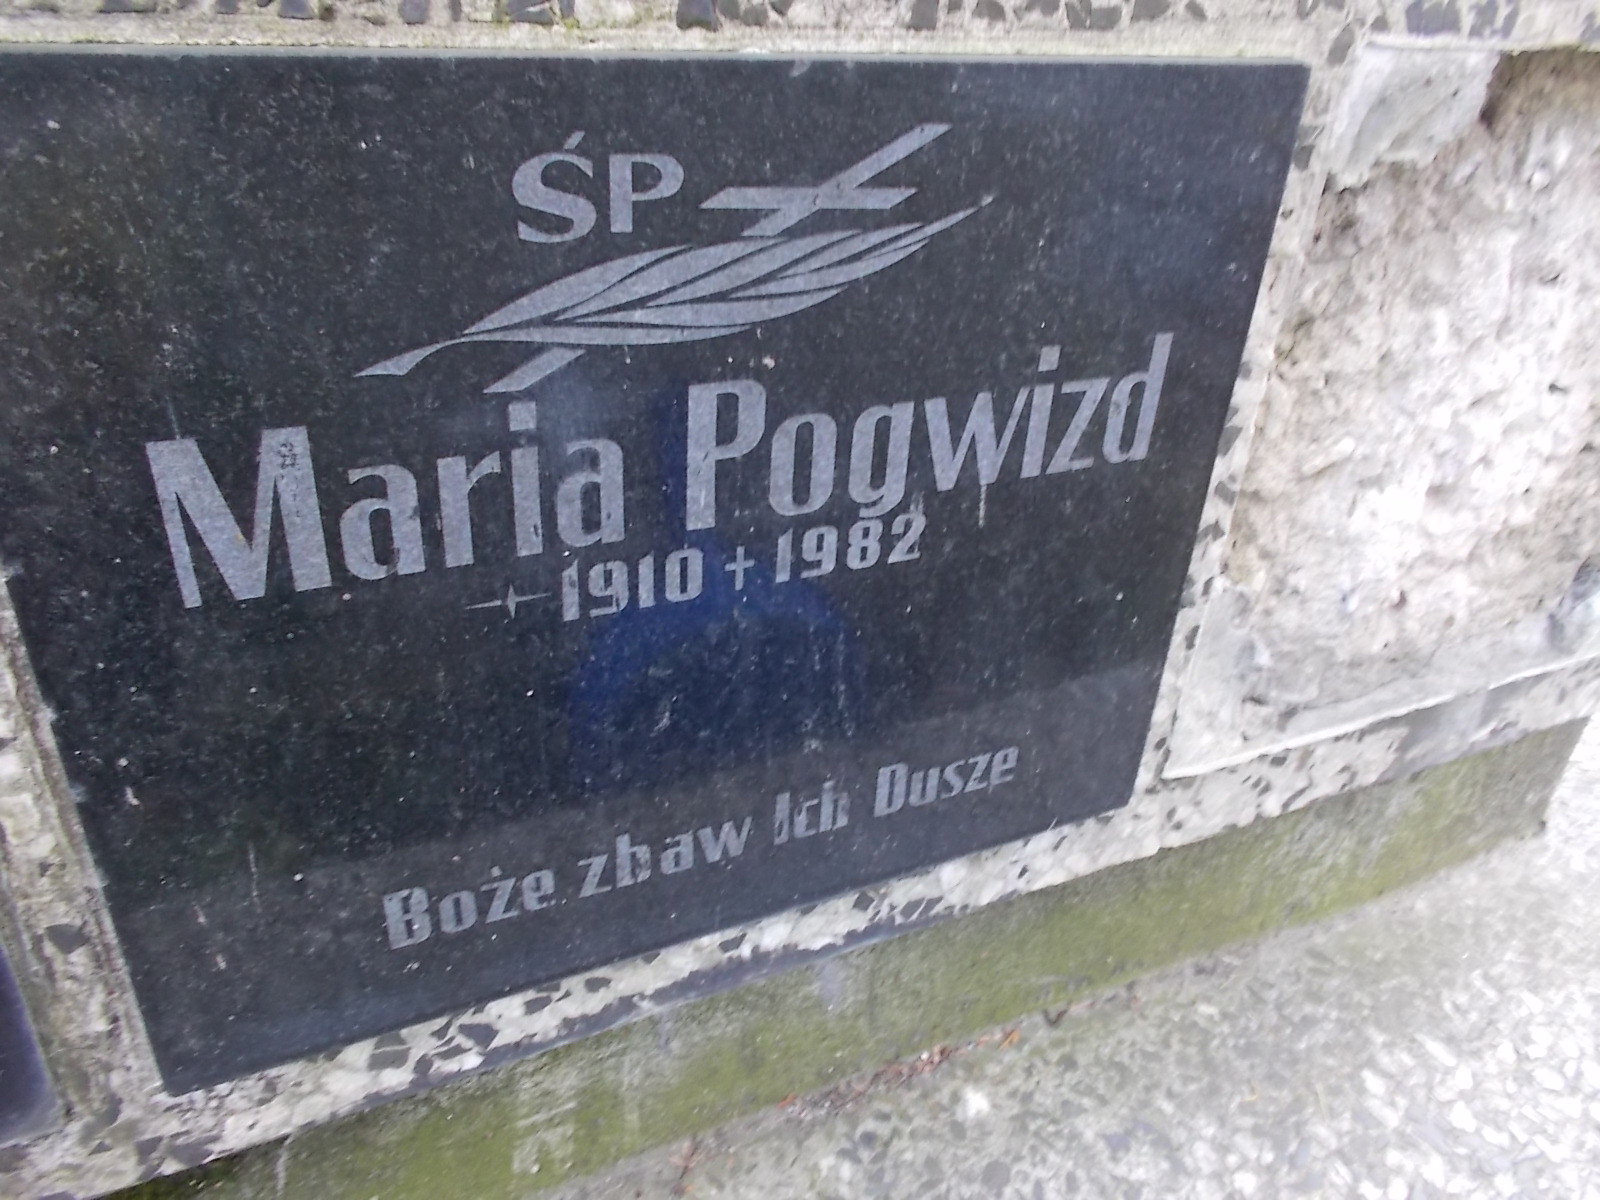 ŚP
Maria Pogwizd
1910 + 1982
Boże zbaw Ich Dusze